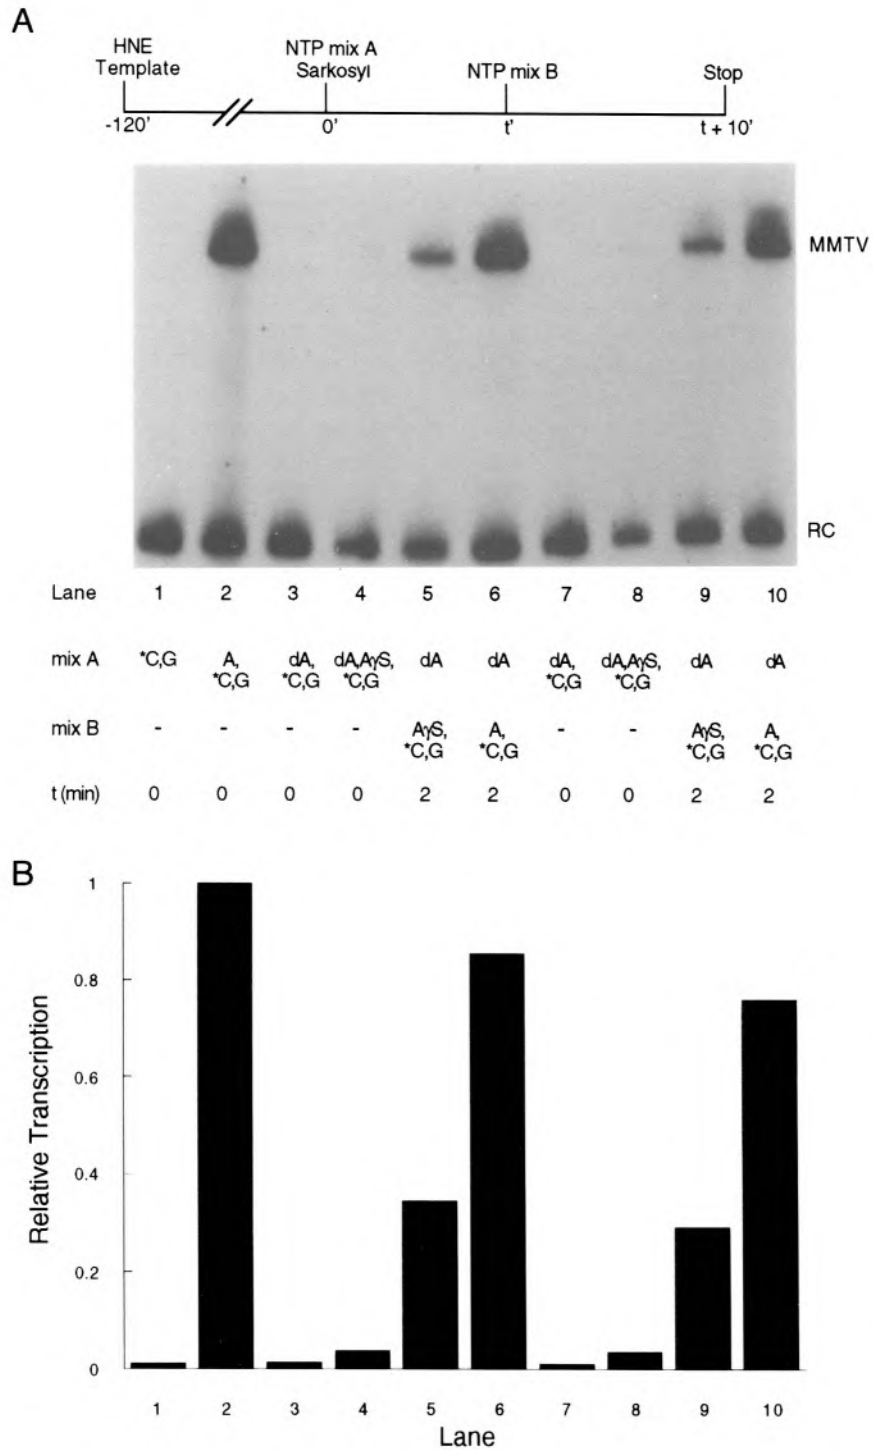 A
HNE NTP mix A
Template Sarkosyl NTP mix B Stop
-120' 0' t' t + 10'
MMTV
RC
Lane 1 2 3 4 5 6 7 8 9 10
mix A *C,G A, dA, dA,AγS, dA dA dA, dA,AγS, dA dA
*C,G *C,G *C,G *C,G *C,G
mix B - - - - AγS, A, - - AγS, A,
*C,G *C,G *C,G *C,G
t (min) 0 0 0 0 2 2 0 0 2 2
B
1
0.8
0.6
0.4
0.2
0
Relative Transcription
1 2 3 4 5 6 7 8 9 10
Lane